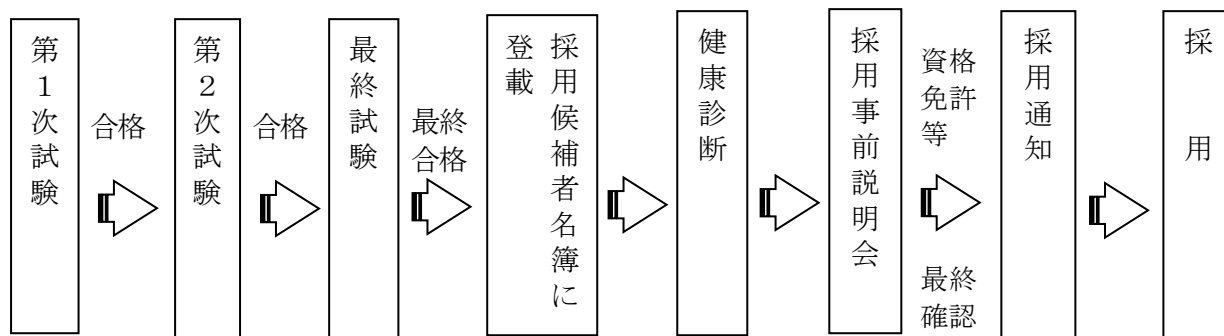 第１次試験
合格
第２次試験
合格
最終試験
最終
合格
採用候補者名簿に
登載
健康診断
採用事前説明会
資格
免許
等
最終
確認
採用通知
採　用